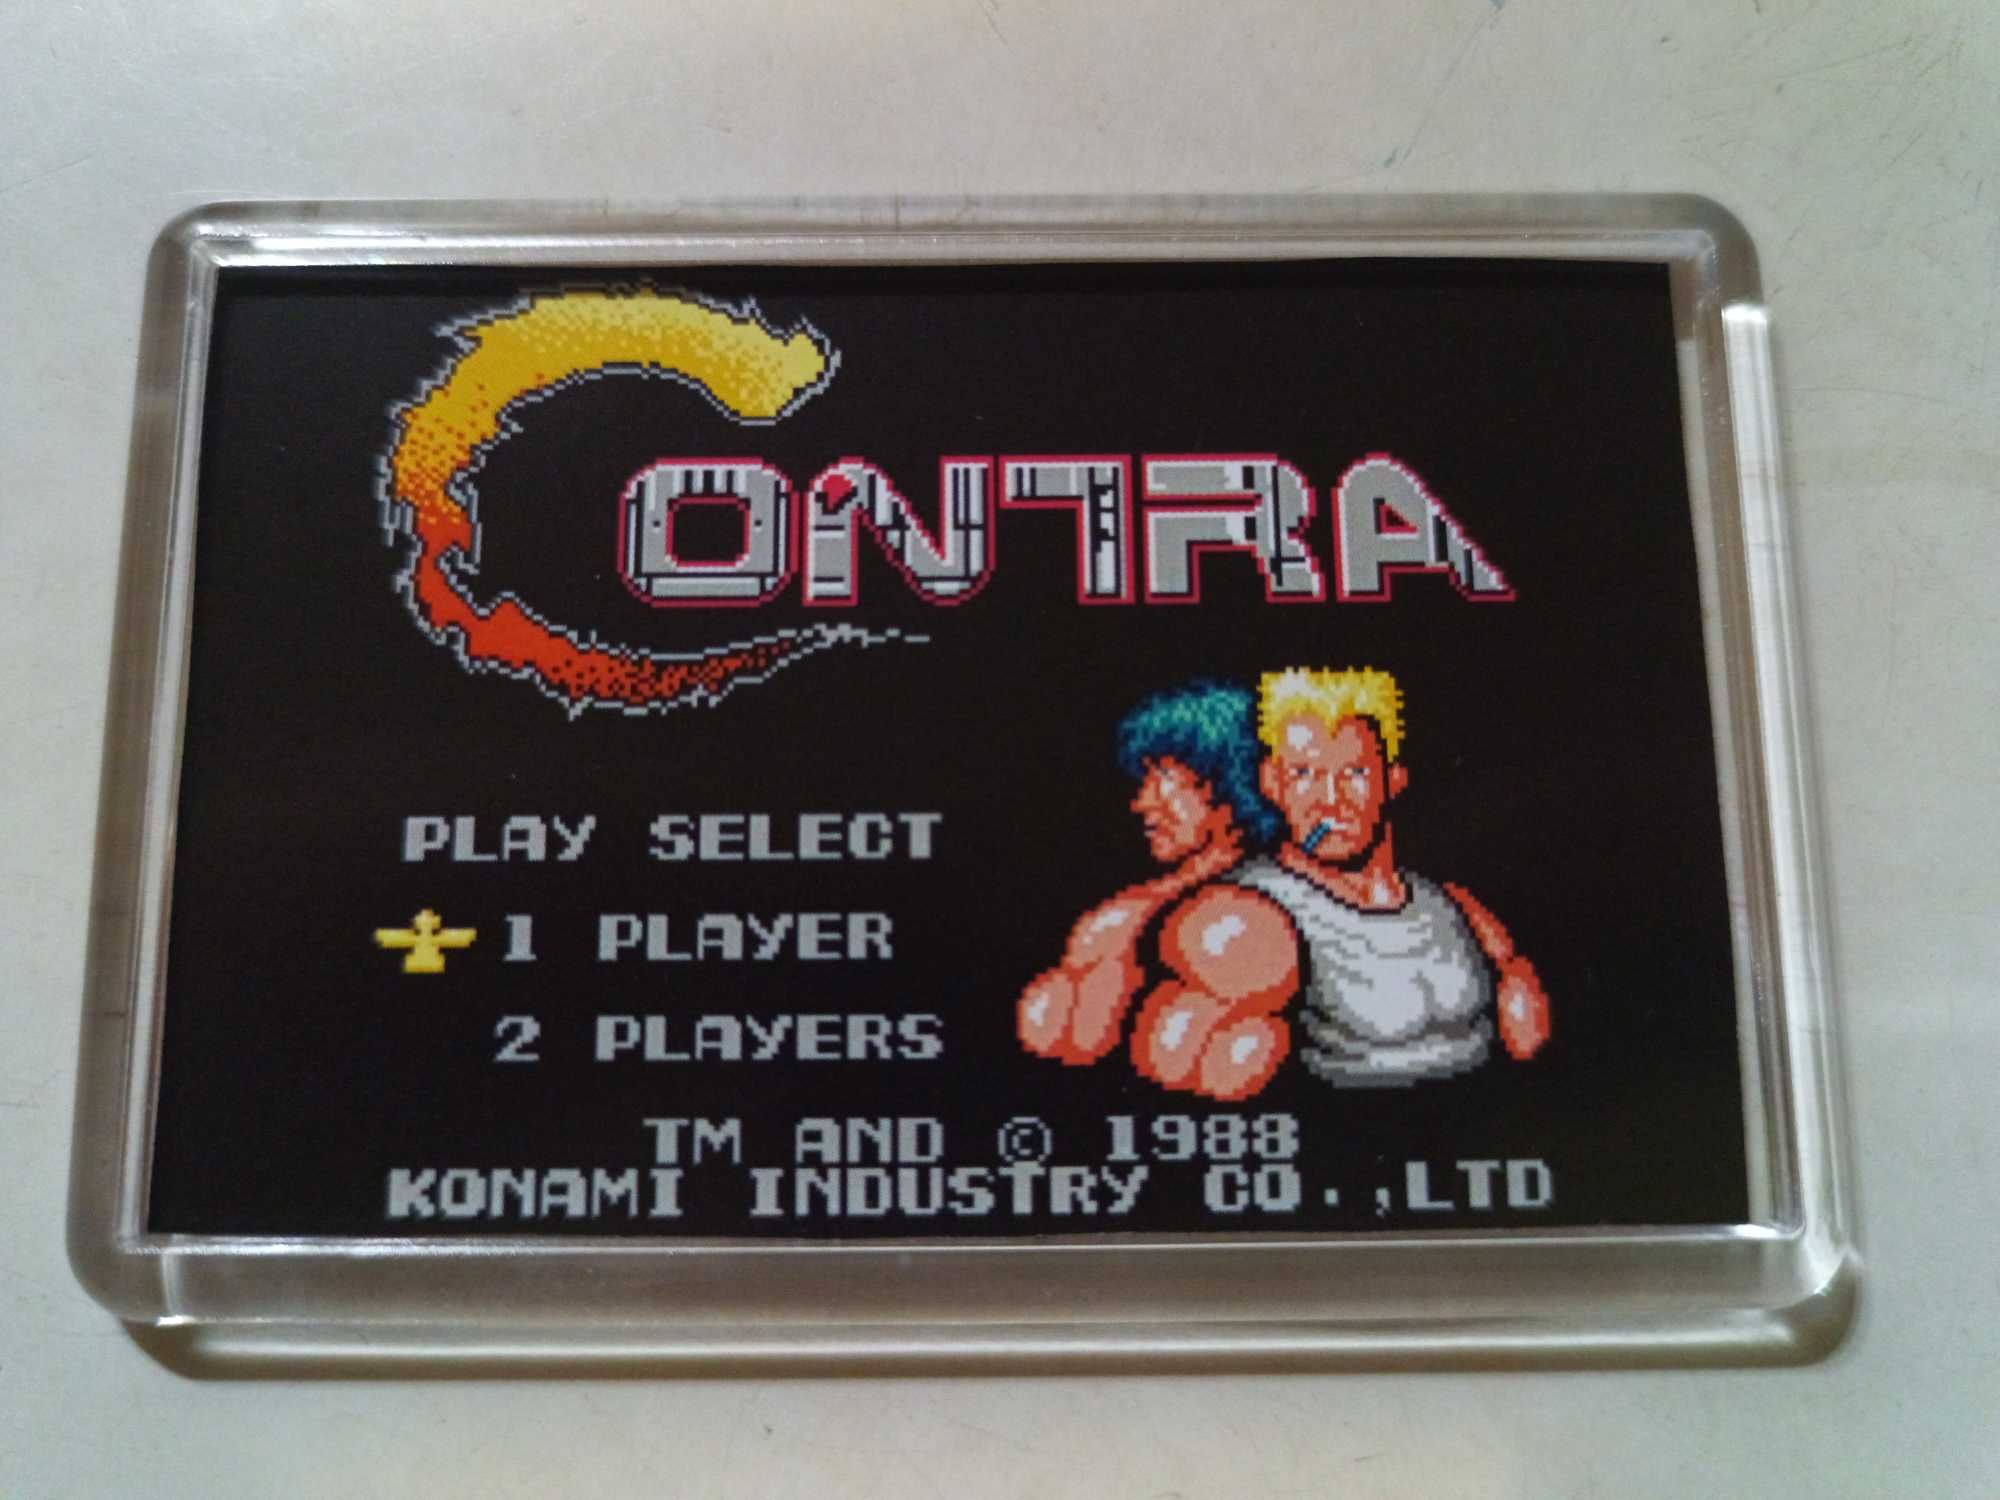 CONTRA
PLAY SELECT
1 PLAYER
2 PLAYERS
TM AND © 1988
KONAMI INDUSTRY CO.,LTD